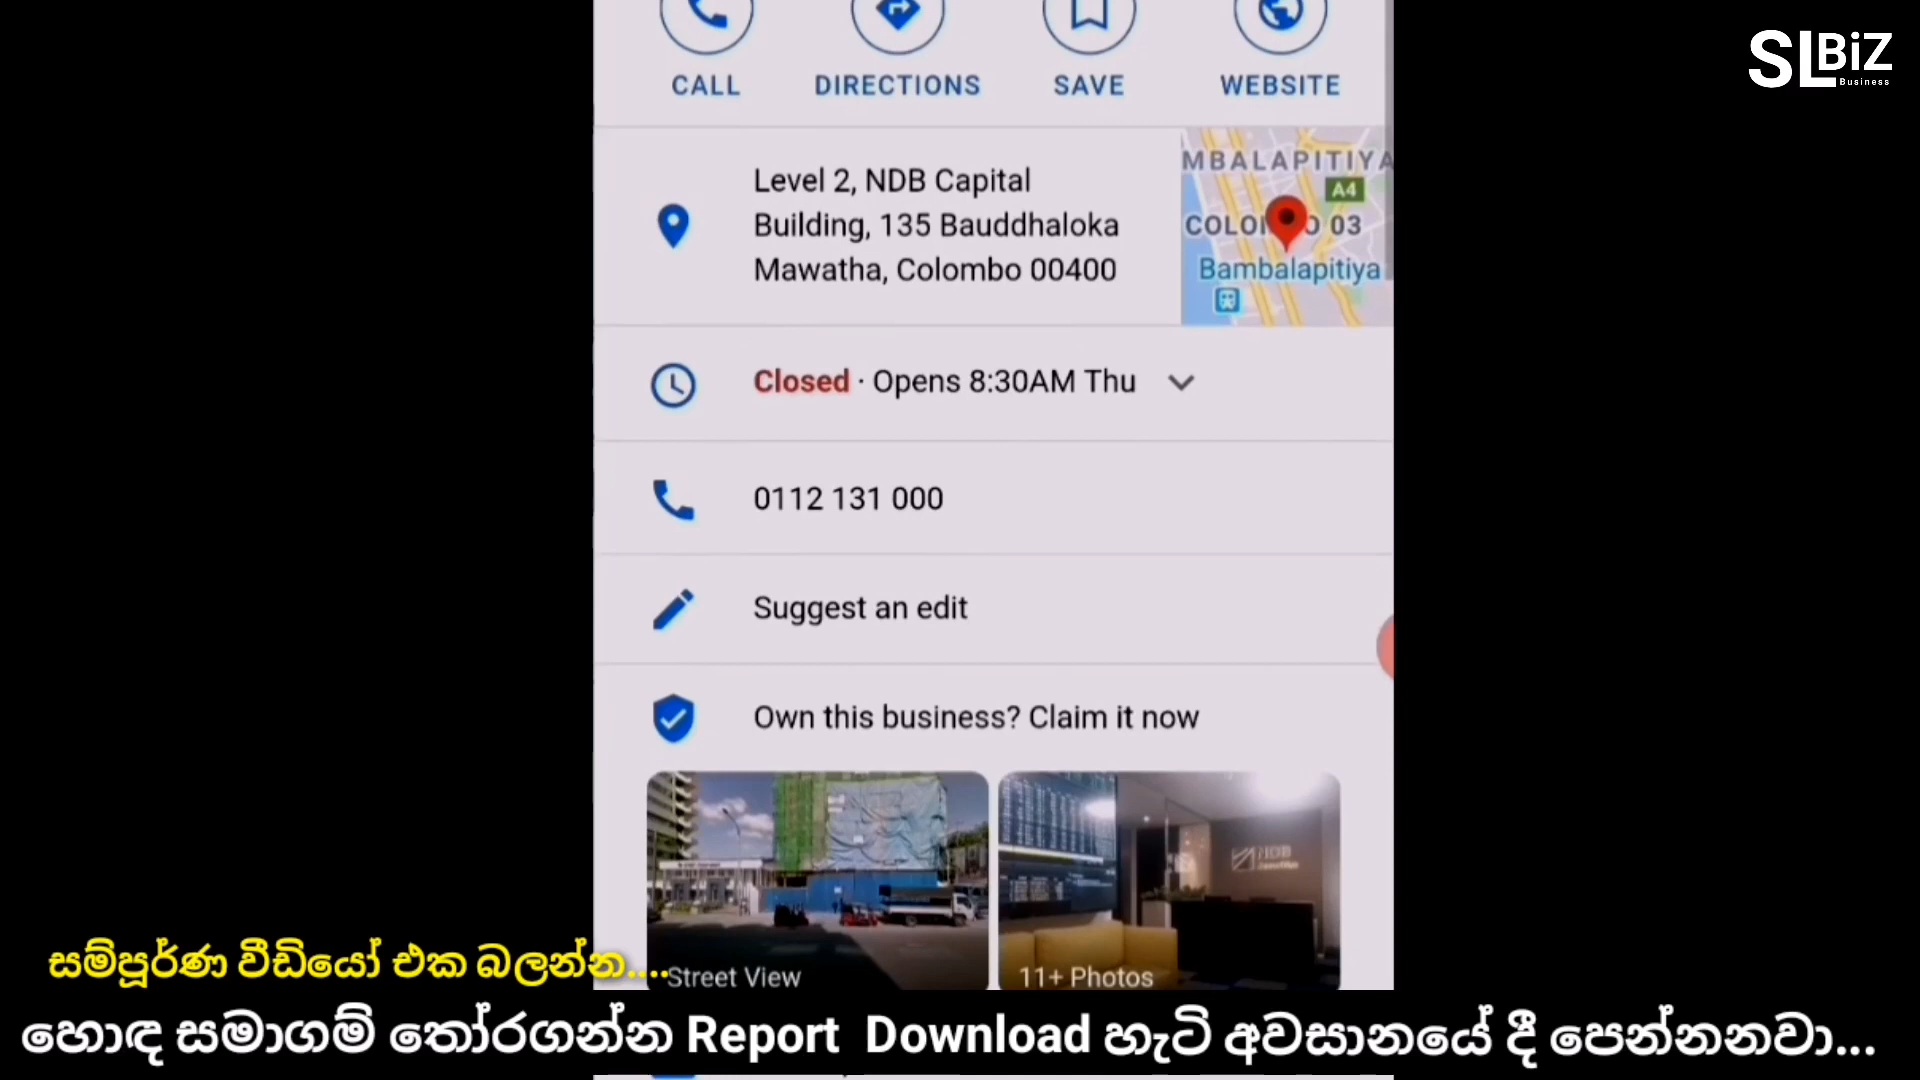 SLBiZ
Business
CALL DIRECTIONS SAVE WEBSITE
Level 2, NDB Capital
Building, 135 Bauddhaloka
Mawatha, Colombo 00400
MBALAPITIYA
A4
COLO O 03
Bambalapitiya
Closed · Opens 8:30AM Thu
0112 131 000
Suggest an edit
Own this business? Claim it now
NDB
Street View
11+ Photos
සම්පූර්ණ වීඩියෝ එක බලන්න....
හොඳ සමාගම් තෝරගන්න Report Download හැටි අවසානයේ දී පෙන්නනවා...